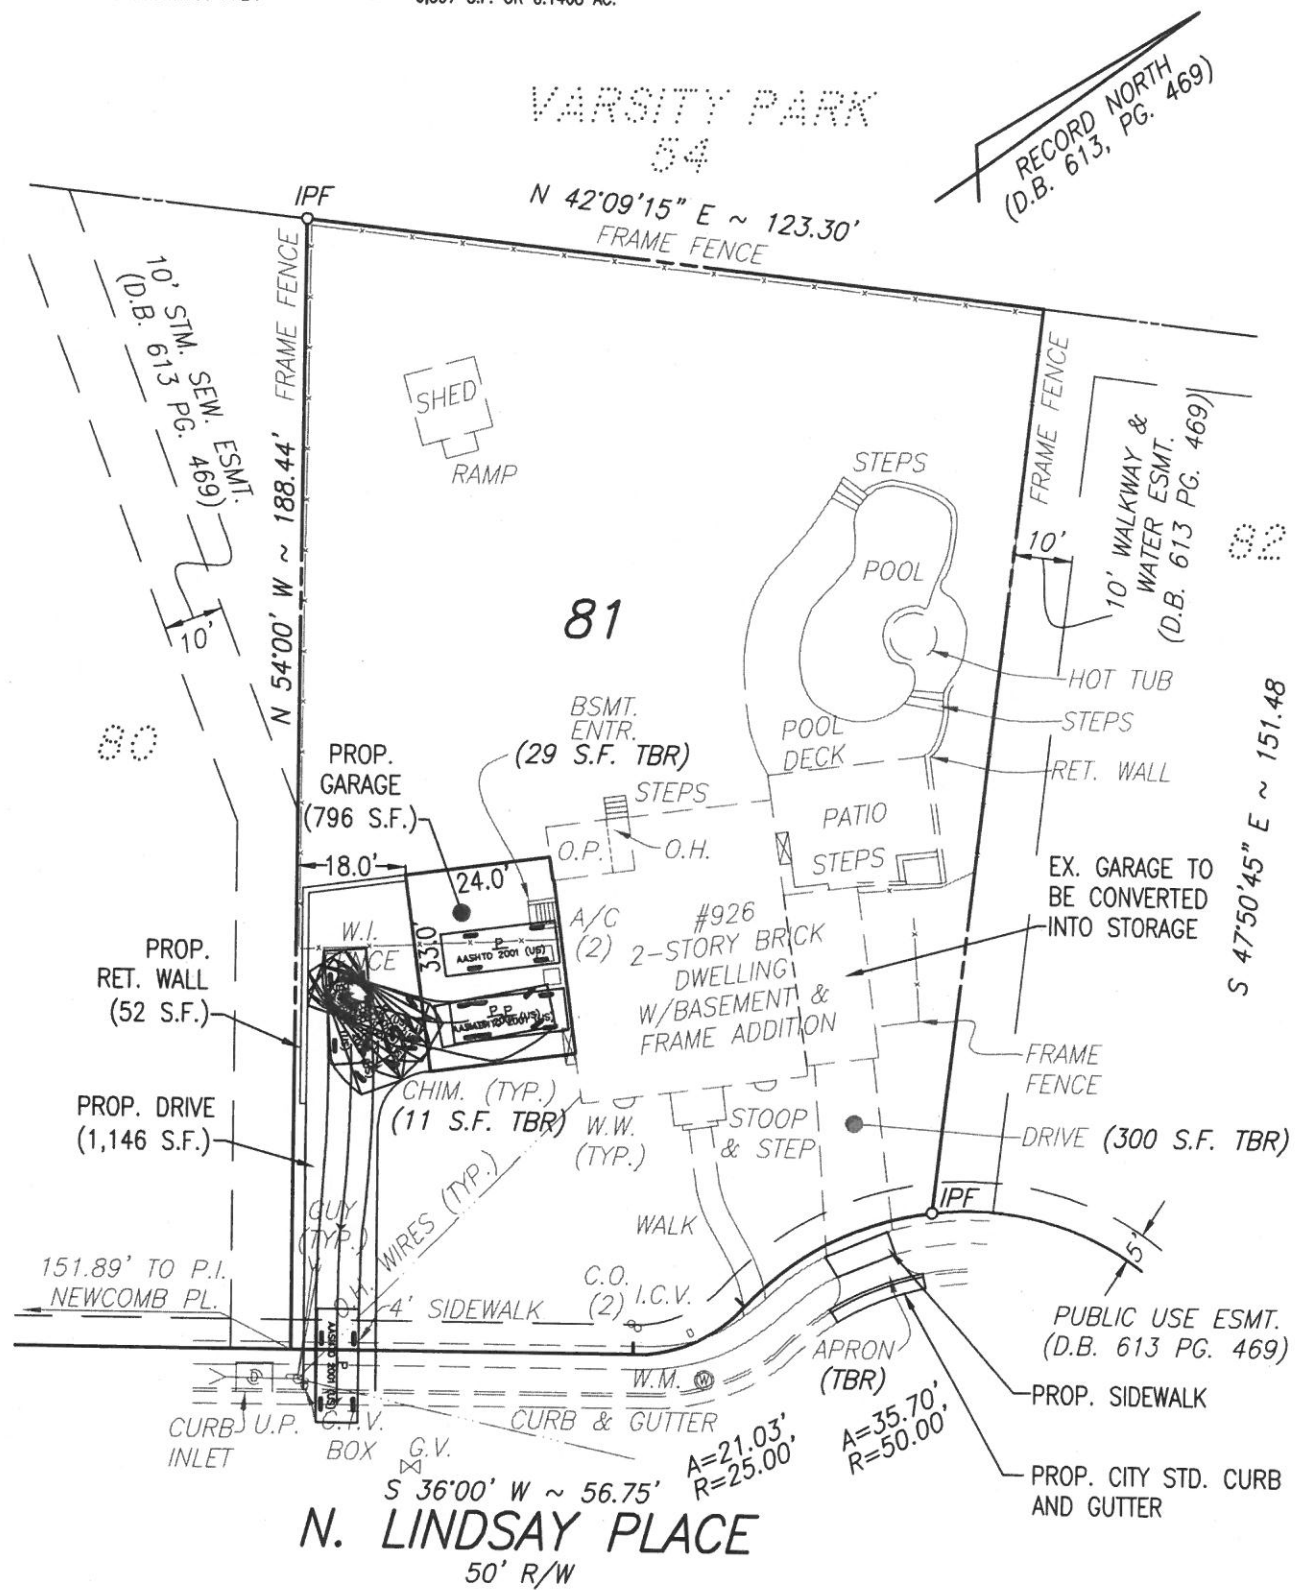 VARSITY PARK
54
RECORD NORTH
(D.B. 613, PG. 469)
IPF
N 42°09'15" E ~ 123.30'
FRAME FENCE
FRAME FENCE
10' STM. SEW. ESMT.
(D.B. 613 PG. 469)
10'
N 54°00' W ~ 188.44'
SHED
RAMP
FRAME FENCE
10' WALKWAY &
WATER ESMT.
(D.B. 613 PG. 469)
10'
82
STEPS
POOL
81
HOT TUB
STEPS
RET. WALL
POOL
DECK
S 47°50'45" E ~ 151.48
80
BSMT.
ENTR.
(29 S.F. TBR)
PROP.
GARAGE
(796 S.F.)
STEPS
PATIO
O.P.
O.H.
STEPS
18.0'
24.0'
33.0'
EX. GARAGE TO
BE CONVERTED
INTO STORAGE
A/C
(2)
#926
2-STORY BRICK
DWELLING
W/BASEMENT &
FRAME ADDITION
W.I.
P
AASHTO 2001 (US)
PROP.
RET. WALL
(52 S.F.)
FRAME
FENCE
PROP. DRIVE
(1,146 S.F.)
CHIM. (TYP.)
(11 S.F. TBR)
W.W.
(TYP.)
STOOP
& STEP
DRIVE (300 S.F. TBR)
GUY
(TYP.)
O.H. WIRES (TYP.)
WALK
IPF
5'
151.89' TO P.I.
NEWCOMB PL.
4' SIDEWALK
C.O.
(2)
I.C.V.
PUBLIC USE ESMT.
(D.B. 613 PG. 469)
AASHTO 2001 (US)
P
W.M.
W
APRON
(TBR)
PROP. SIDEWALK
D
CURB
INLET
U.P.
C.T.V.
BOX
G.V.
CURB & GUTTER
A=21.03',
R=25.00'
A=35.70',
R=50.00'
PROP. CITY STD. CURB
AND GUTTER
S 36°00' W ~ 56.75'
N. LINDSAY PLACE
50' R/W